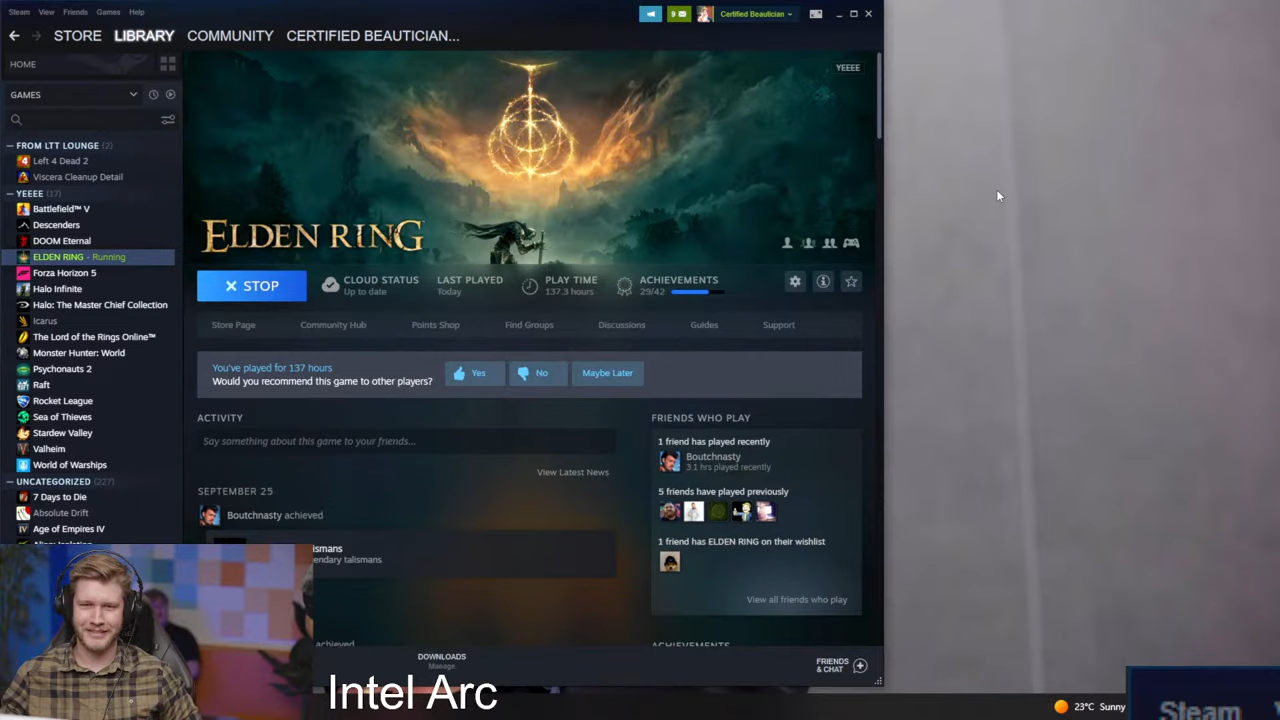 Steam View Friends Games Help
9
Certified Beautician
STORE LIBRARY COMMUNITY CERTIFIED BEAUTICIAN...
HOME
GAMES
FROM LTT LOUNGE (2)
Left 4 Dead 2
Viscera Cleanup Detail
YEEEE (17)
Battlefield™ V
Descenders
DOOM Eternal
ELDEN RING - Running
Forza Horizon 5
Halo Infinite
Halo: The Master Chief Collection
Icarus
The Lord of the Rings Online™
Monster Hunter: World
Psychonauts 2
Raft
Rocket League
Sea of Thieves
Stardew Valley
Valheim
World of Warships
UNCATEGORIZED (227)
7 Days to Die
Absolute Drift
Age of Empires IV
YEEEE
ELDEN RING
STOP
CLOUD STATUS
Up to date
LAST PLAYED
Today
PLAY TIME
137.3 hours
ACHIEVEMENTS
29/42
Store Page Community Hub Points Shop Find Groups Discussions Guides Support
You've played for 137 hours
Would you recommend this game to other players?
Yes
No
Maybe Later
ACTIVITY
Say something about this game to your friends...
View Latest News
SEPTEMBER 25
Boutchnasty achieved
ismans
endary talismans
achieved
FRIENDS WHO PLAY
1 friend has played recently
Boutchnasty
3.1 hrs played recently
5 friends have played previously
1 friend has ELDEN RING on their wishlist
View all friends who play
ACHIEVEMENTS
DOWNLOADS
Manage
FRIENDS
& CHAT
Intel Arc
23°C Sunny
Steam